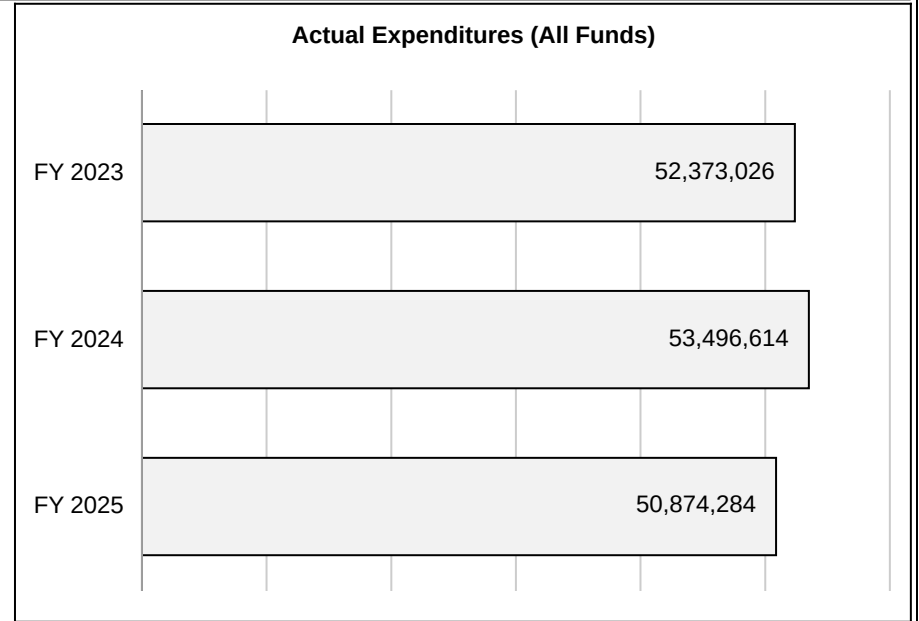 Actual Expenditures (All Funds)
FY 2023 52,373,026
FY 2024 53,496,614
FY 2025 50,874,284